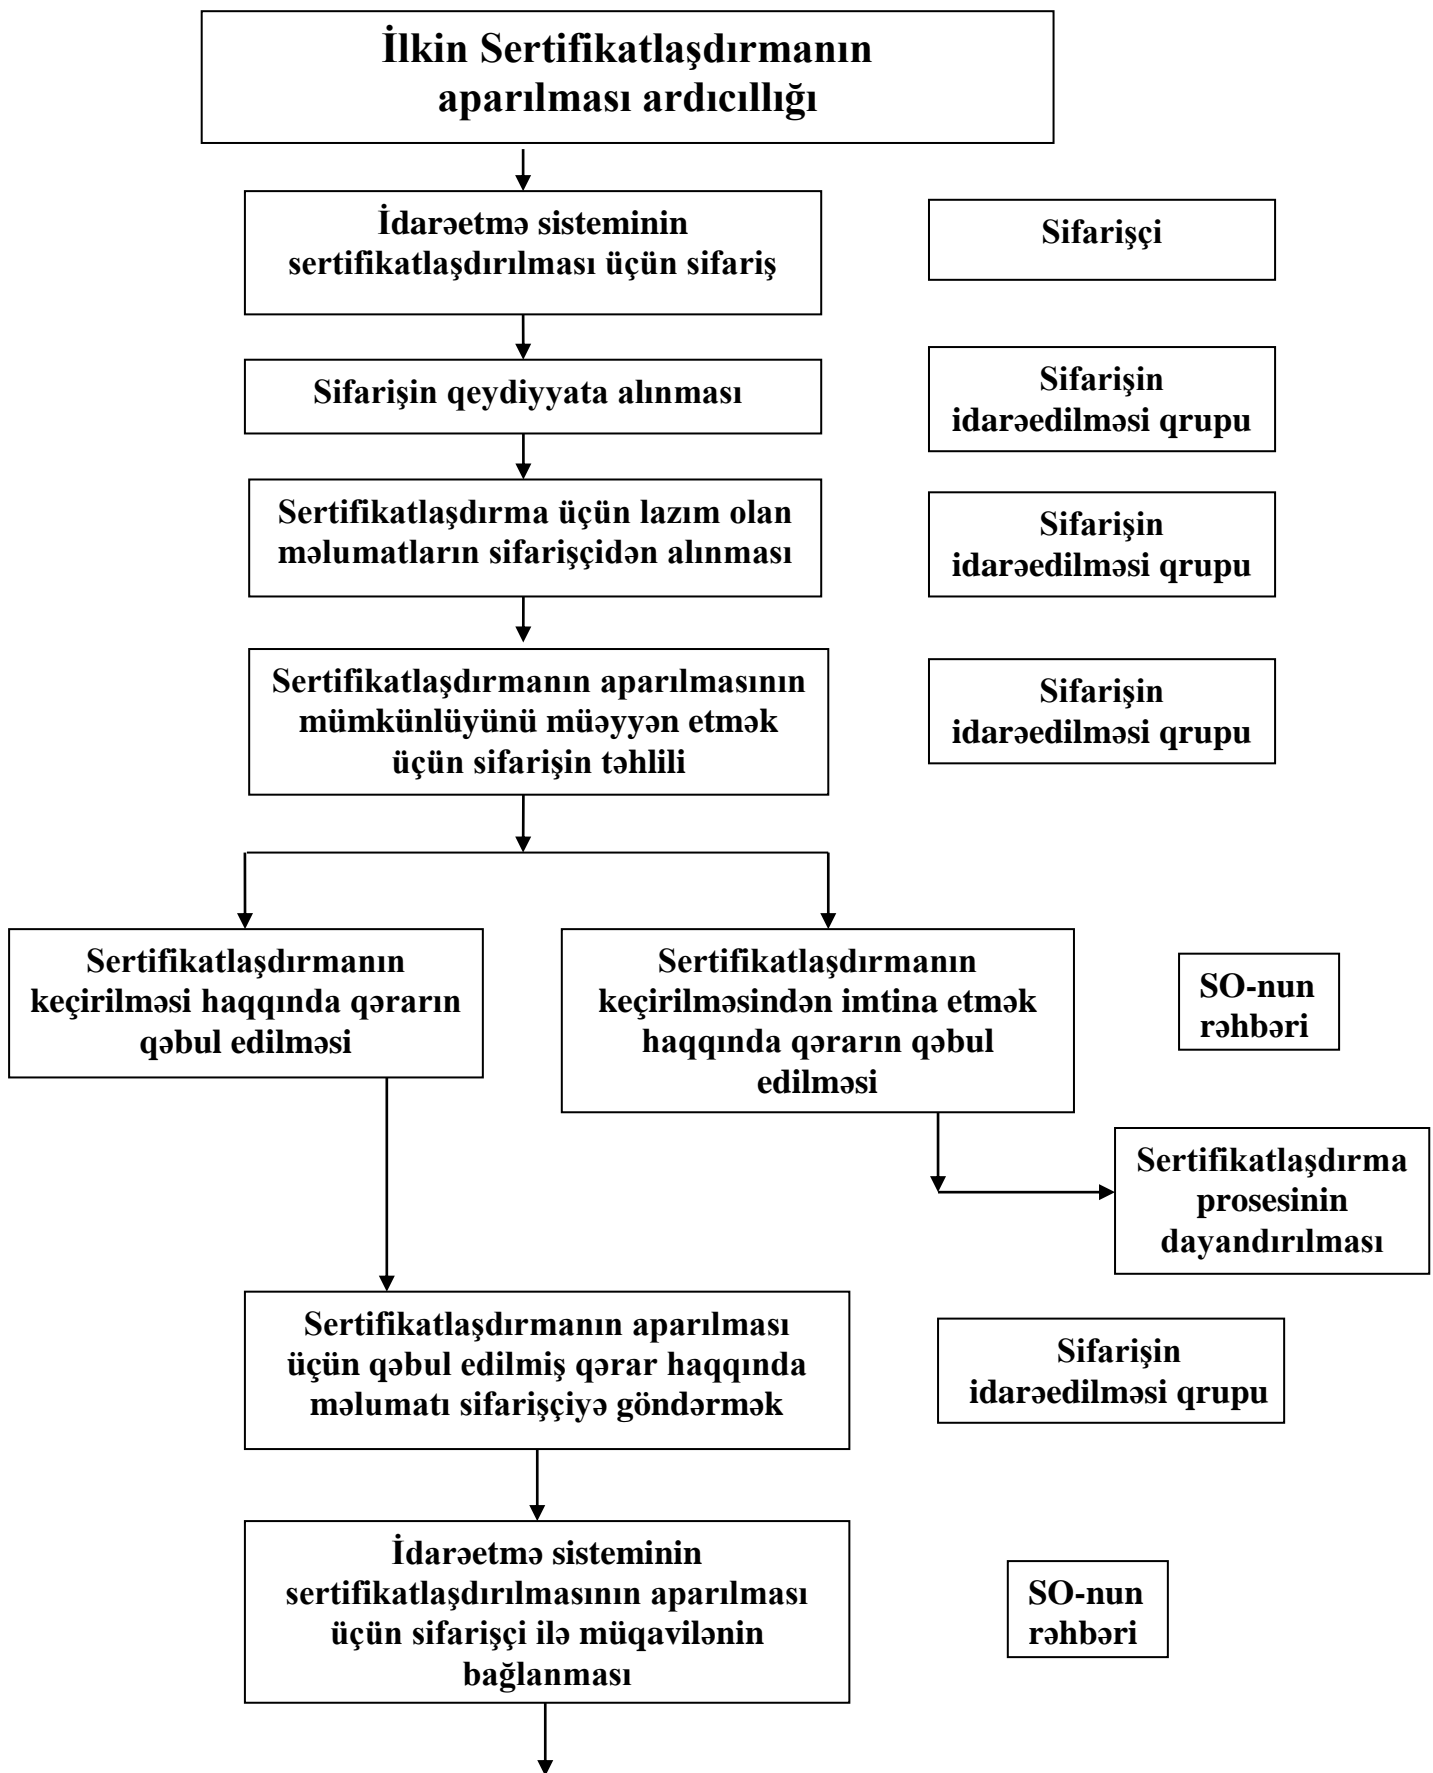 İlkin Sertifikatlaşdırmanın
aparılması ardıcıllığı
İdarəetmə sisteminin
sertifikatlaşdırılması üçün sifariş
Sifarişçi
Sifarişin qeydiyyata alınması
Sifarişin
idarəedilməsi qrupu
Sertifikatlaşdırma üçün lazım olan
məlumatların sifarişçidən alınması
Sifarişin
idarəedilməsi qrupu
Sertifikatlaşdırmanın aparılmasının
mümkünlüyünü müəyyən etmək
üçün sifarişin təhlili
Sifarişin
idarəedilməsi qrupu
Sertifikatlaşdırmanın
keçirilməsi haqqında qərarın
qəbul edilməsi
Sertifikatlaşdırmanın
keçirilməsindən imtina etmək
haqqında qərarın qəbul
edilməsi
SO-nun
rəhbəri
Sertifikatlaşdırma
prosesinin
dayandırılması
Sertifikatlaşdırmanın aparılması
üçün qəbul edilmiş qərar haqqında
məlumatı sifarişçiyə göndərmək
Sifarişin
idarəedilməsi qrupu
İdarəetmə sisteminin
sertifikatlaşdırılmasının aparılması
üçün sifarişçi ilə müqavilənin
bağlanması
SO-nun
rəhbəri